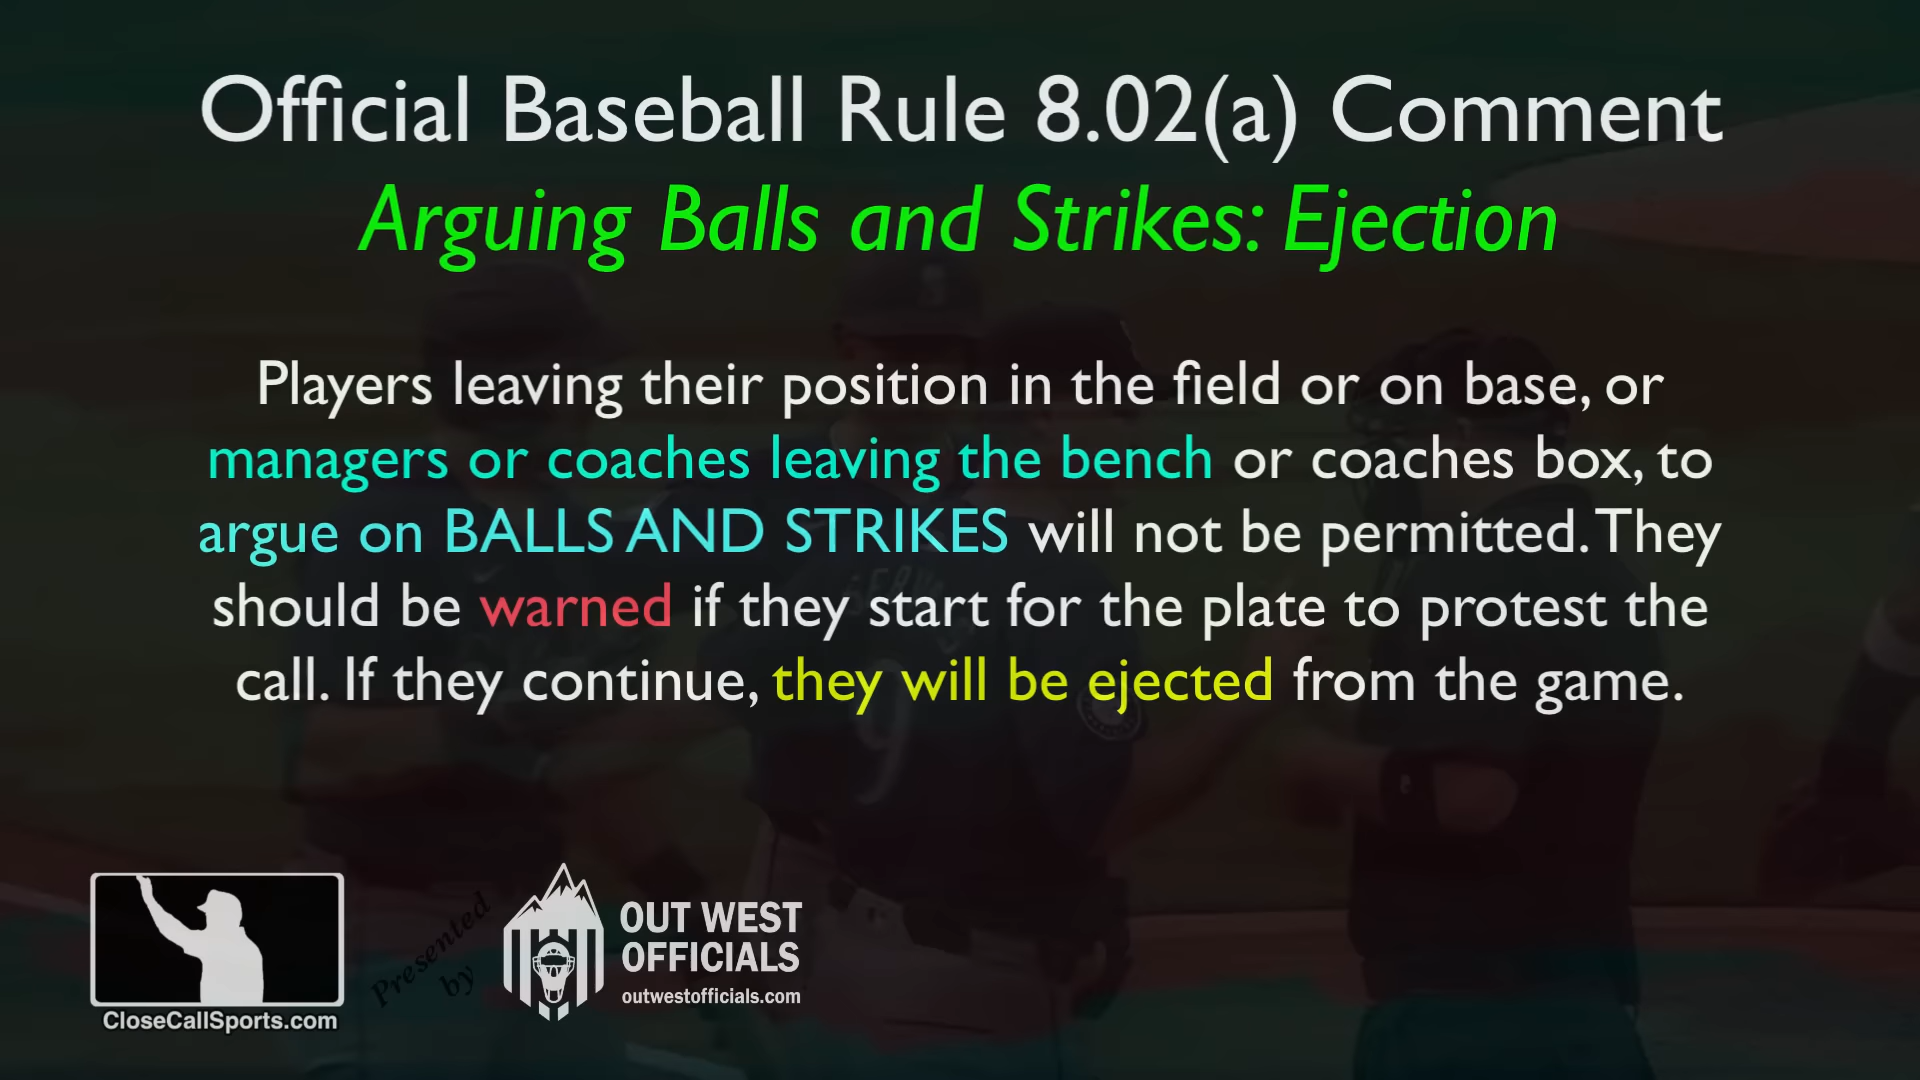 Official Baseball Rule 8.02(a) Comment
Arguing Balls and Strikes: Ejection
Players leaving their position in the field or on base, or
managers or coaches leaving the bench or coaches box, to
argue on BALLS AND STRIKES will not be permitted. They
should be warned if they start for the plate to protest the
call. If they continue, they will be ejected from the game.
CloseCallSports.com
Presented
by
OUT WEST
OFFICIALS
outwestofficials.com
9